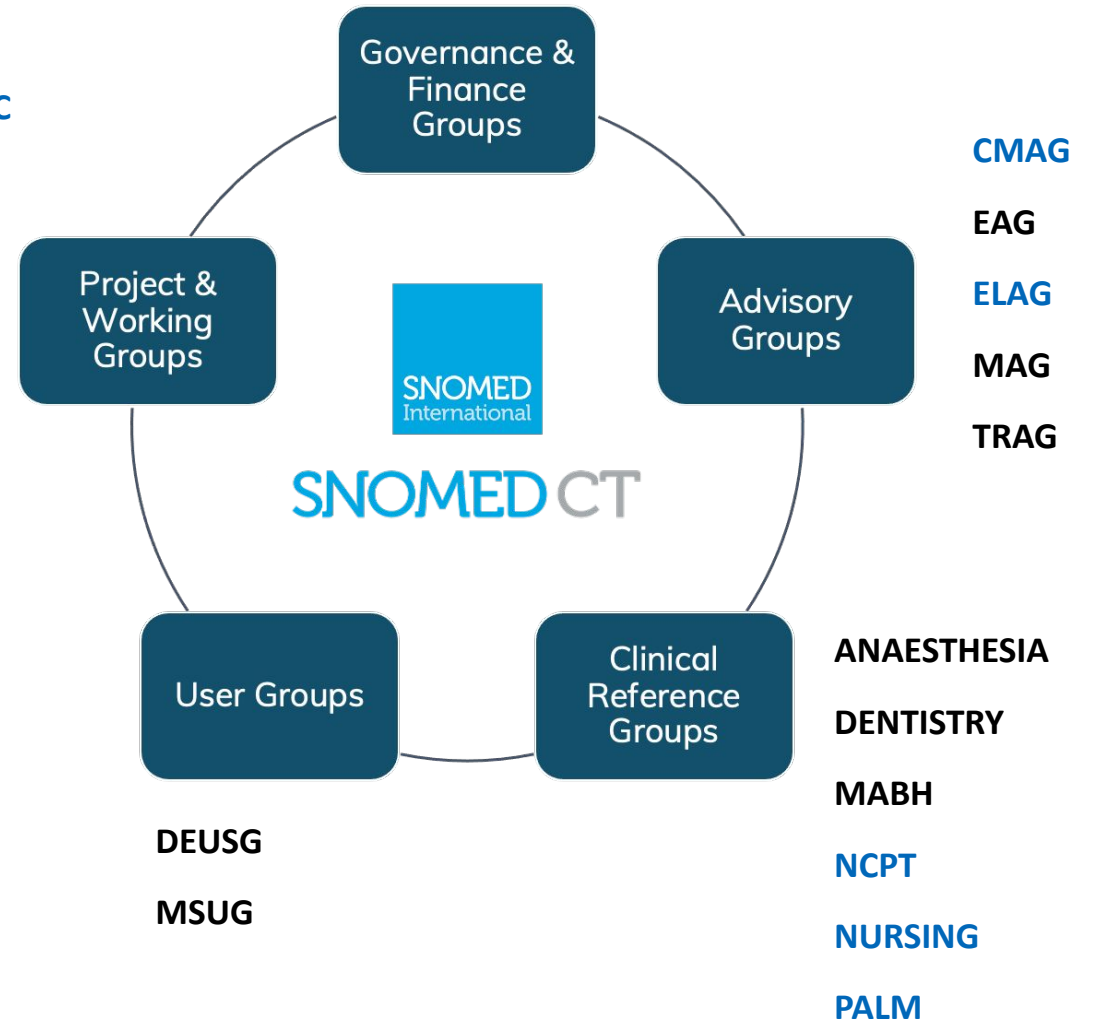 Governance &
Finance
Groups
C
CMAG
EAG
ELAG
MAG
TRAG
Project &
Working
Groups
Advisory
Groups
SNOMED
International
SNOMED CT
User Groups
Clinical
Reference
Groups
ANAESTHESIA
DENTISTRY
MABH
NCPT
NURSING
PALM
DEUSG
MSUG